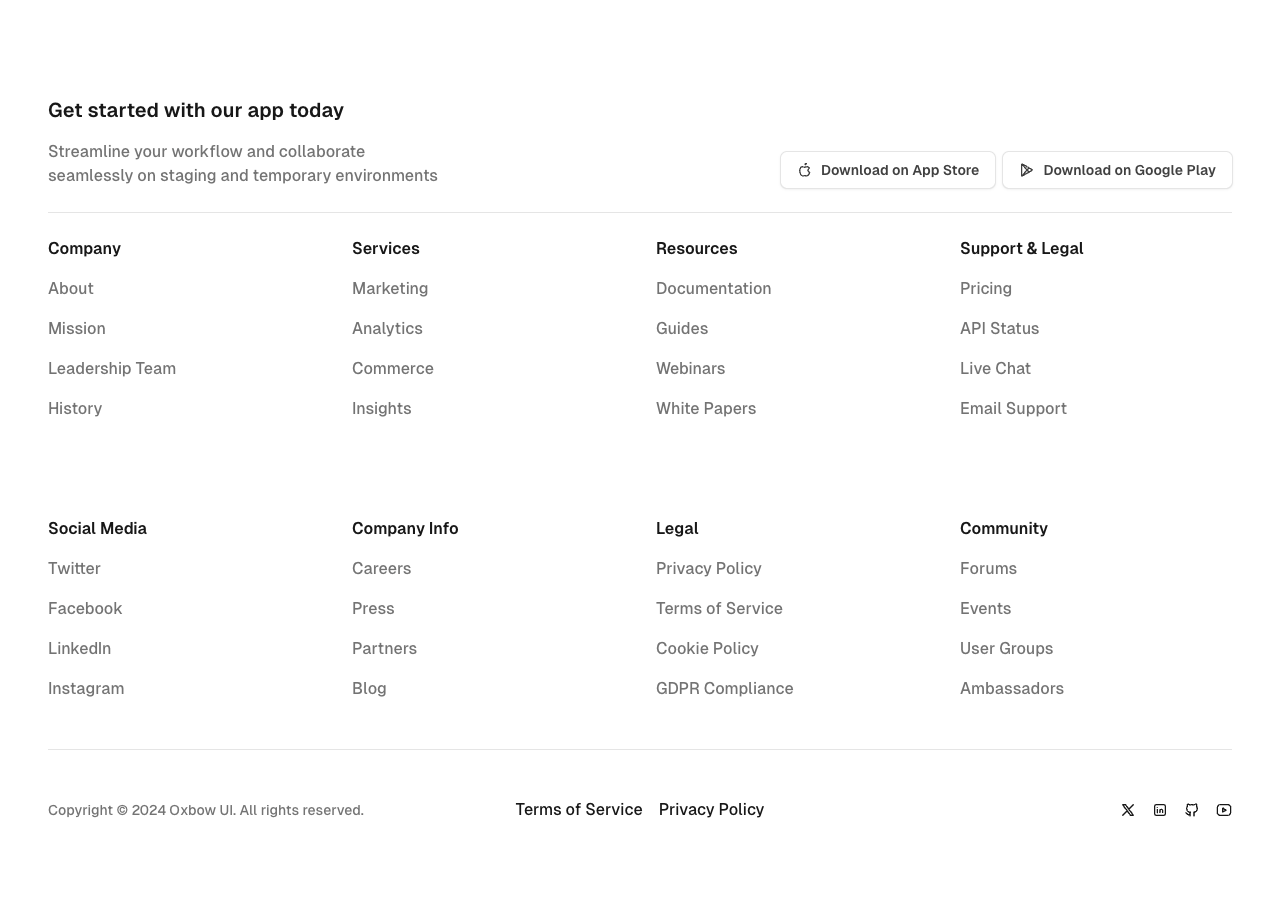 Get started with our app today
Streamline your workflow and collaborate
seamlessly on staging and temporary environments
Download on App Store
Download on Google Play
Company
About
Mission
Leadership Team
History
Services
Marketing
Analytics
Commerce
Insights
Resources
Documentation
Guides
Webinars
White Papers
Support & Legal
Pricing
API Status
Live Chat
Email Support
Social Media
Twitter
Facebook
LinkedIn
Instagram
Company Info
Careers
Press
Partners
Blog
Legal
Privacy Policy
Terms of Service
Cookie Policy
GDPR Compliance
Community
Forums
Events
User Groups
Ambassadors
Copyright © 2024 Oxbow UI. All rights reserved.
Terms of Service
Privacy Policy